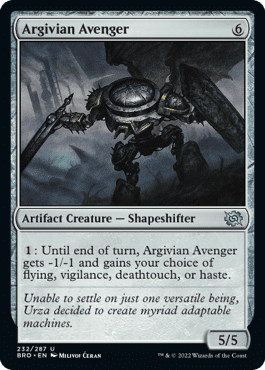 Argivian Avenger 6
Artifact Creature — Shapeshifter
1: Until end of turn, Argivian Avenger
gets -1/-1 and gains your choice of
flying, vigilance, deathtouch, or haste.
Unable to settle on just one versatile being,
Urza decided to create myriad adaptable
machines.
5/5
232/287 U
BRO • EN Milivoj Ćeran
™ & © 2022 Wizards of the Coast